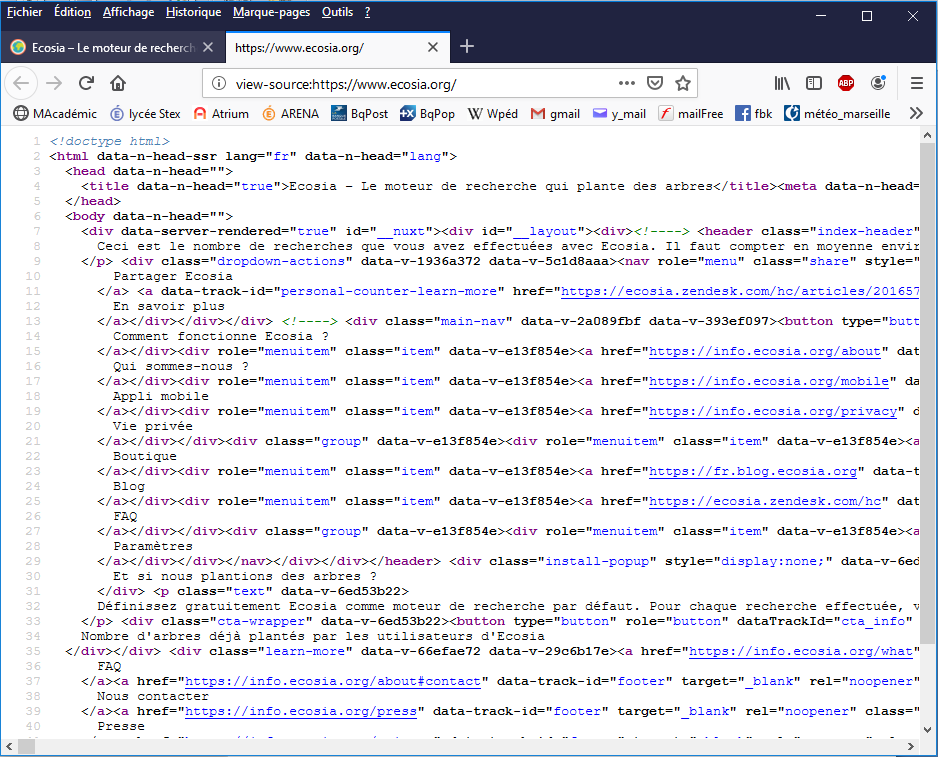 Fichier Édition Affichage Historique Marque-pages Outils ?
Ecosia – Le moteur de recherch
https://www.ecosia.org/
view-source:https://www.ecosia.org/
MAcadémic lycée Stex Atrium ARENA BqPost BqPop Wpéd gmail y_mail mailFree fbk météo_marseille
1 <!doctype html>
2 <html data-n-head-ssr lang="fr" data-n-head="lang">
3 <head data-n-head="">
4 <title data-n-head="true">Ecosia - Le moteur de recherche qui plante des arbres</title><meta data-n-head=
5 </head>
6 <body data-n-head="">
7 <div data-server-rendered="true" id="__nuxt"><div id="__layout"><div><!----> <header class="index-header"
8 Ceci est le nombre de recherches que vous avez effectuées avec Ecosia. Il faut compter en moyenne envir
9 </p> <div class="dropdown-actions" data-v-1936a372 data-v-5c1d8aaa><nav role="menu" class="share" style="
10 Partager Ecosia
11 </a> <a data-track-id="personal-counter-learn-more" href="https://ecosia.zendesk.com/hc/articles/201657
12 En savoir plus
13 </a></div></div></div> <!----> <div class="main-nav" data-v-2a089fbf data-v-393ef097><button type="butt
14 Comment fonctionne Ecosia ?
15 </a></div><div role="menuitem" class="item" data-v-e13f854e><a href="https://info.ecosia.org/about" dat
16 Qui sommes-nous ?
17 </a></div><div role="menuitem" class="item" data-v-e13f854e><a href="https://info.ecosia.org/mobile" da
18 Appli mobile
19 </a></div><div role="menuitem" class="item" data-v-e13f854e><a href="https://info.ecosia.org/privacy" d
20 Vie privée
21 </a></div></div><div class="group" data-v-e13f854e><div role="menuitem" class="item" data-v-e13f854e><a
22 Boutique
23 </a></div><div role="menuitem" class="item" data-v-e13f854e><a href="https://fr.blog.ecosia.org" data-t
24 Blog
25 </a></div><div role="menuitem" class="item" data-v-e13f854e><a href="https://ecosia.zendesk.com/hc" dat
26 FAQ
27 </a></div></div><div class="group" data-v-e13f854e><div role="menuitem" class="item" data-v-e13f854e><a
28 Paramètres
29 </a></div></div></nav></div></div></header> <div class="install-popup" style="display:none;" data-v-6ed
30 Et si nous plantions des arbres ?
31 </div> <p class="text" data-v-6ed53b22>
32 Définissez gratuitement Ecosia comme moteur de recherche par défaut. Pour chaque recherche effectuée, v
33 </p> <div class="cta-wrapper" data-v-6ed53b22><button type="button" role="button" dataTrackId="cta_info"
34 Nombre d'arbres déjà plantés par les utilisateurs d'Ecosia
35 </div></div> <div class="learn-more" data-v-66efae72 data-v-29c6b17e><a href="https://info.ecosia.org/what"
36 FAQ
37 </a><a href="https://info.ecosia.org/about#contact" data-track-id="footer" target="_blank" rel="noopener"
38 Nous contacter
39 </a><a href="https://info.ecosia.org/press" data-track-id="footer" target="_blank" rel="noopener" class="
40 Presse